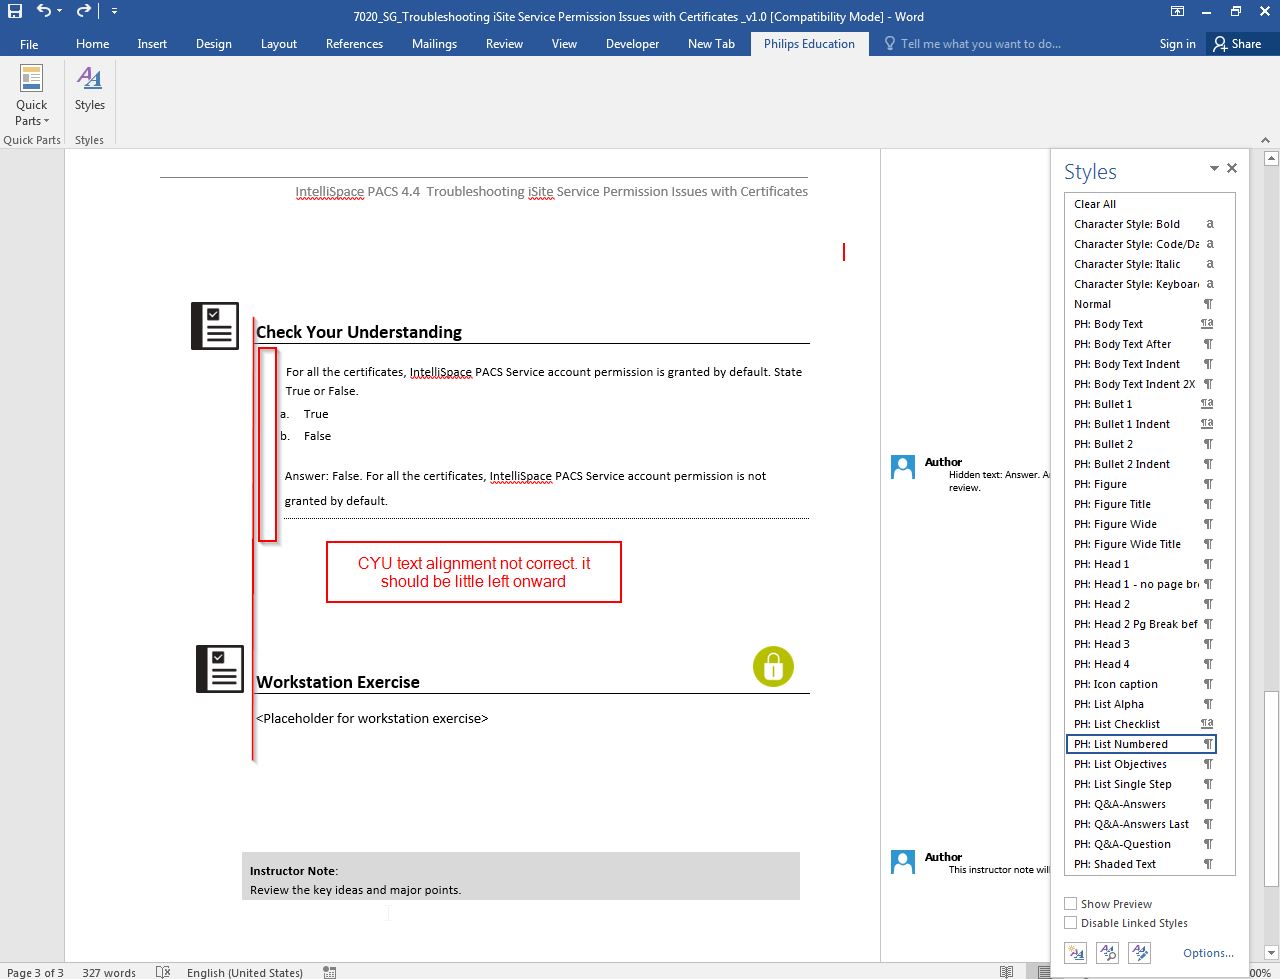 7020_SG_Troubleshooting iSite Service Permission Issues with Certificates _v1.0 [Compatibility Mode] - Word
File Home Insert Design Layout References Mailings Review View Developer New Tab Philips Education Tell me what you want to do... Sign in Share
Quick Parts
Styles
Quick Parts Styles
IntelliSpace PACS 4.4 Troubleshooting iSite Service Permission Issues with Certificates
Check Your Understanding
For all the certificates, IntelliSpace PACS Service account permission is granted by default. State
True or False.
a. True
b. False
Answer: False. For all the certificates, IntelliSpace PACS Service account permission is not
granted by default.
CYU text alignment not correct. it
should be little left onward
Workstation Exercise
<Placeholder for workstation exercise>
Instructor Note:
Review the key ideas and major points.
Author
Hidden text: Answer. A
review.
Author
This instructor note wil
Styles
Clear All
Character Style: Bold a
Character Style: Code/Da a
Character Style: Italic a
Character Style: Keyboar a
Normal ¶
PH: Body Text ¶a
PH: Body Text After ¶
PH: Body Text Indent ¶
PH: Body Text Indent 2X ¶
PH: Bullet 1 ¶a
PH: Bullet 1 Indent ¶a
PH: Bullet 2 ¶
PH: Bullet 2 Indent ¶
PH: Figure ¶
PH: Figure Title ¶
PH: Figure Wide ¶
PH: Figure Wide Title ¶
PH: Head 1 ¶
PH: Head 1 - no page br ¶
PH: Head 2 ¶
PH: Head 2 Pg Break bef ¶
PH: Head 3 ¶
PH: Head 4 ¶
PH: Icon caption ¶
PH: List Alpha ¶
PH: List Checklist ¶a
PH: List Numbered ¶
PH: List Objectives ¶
PH: List Single Step ¶
PH: Q&A-Answers ¶
PH: Q&A-Answers Last ¶
PH: Q&A-Question ¶
PH: Shaded Text ¶
Show Preview
Disable Linked Styles
Options...
Page 3 of 3 327 words English (United States) 00%